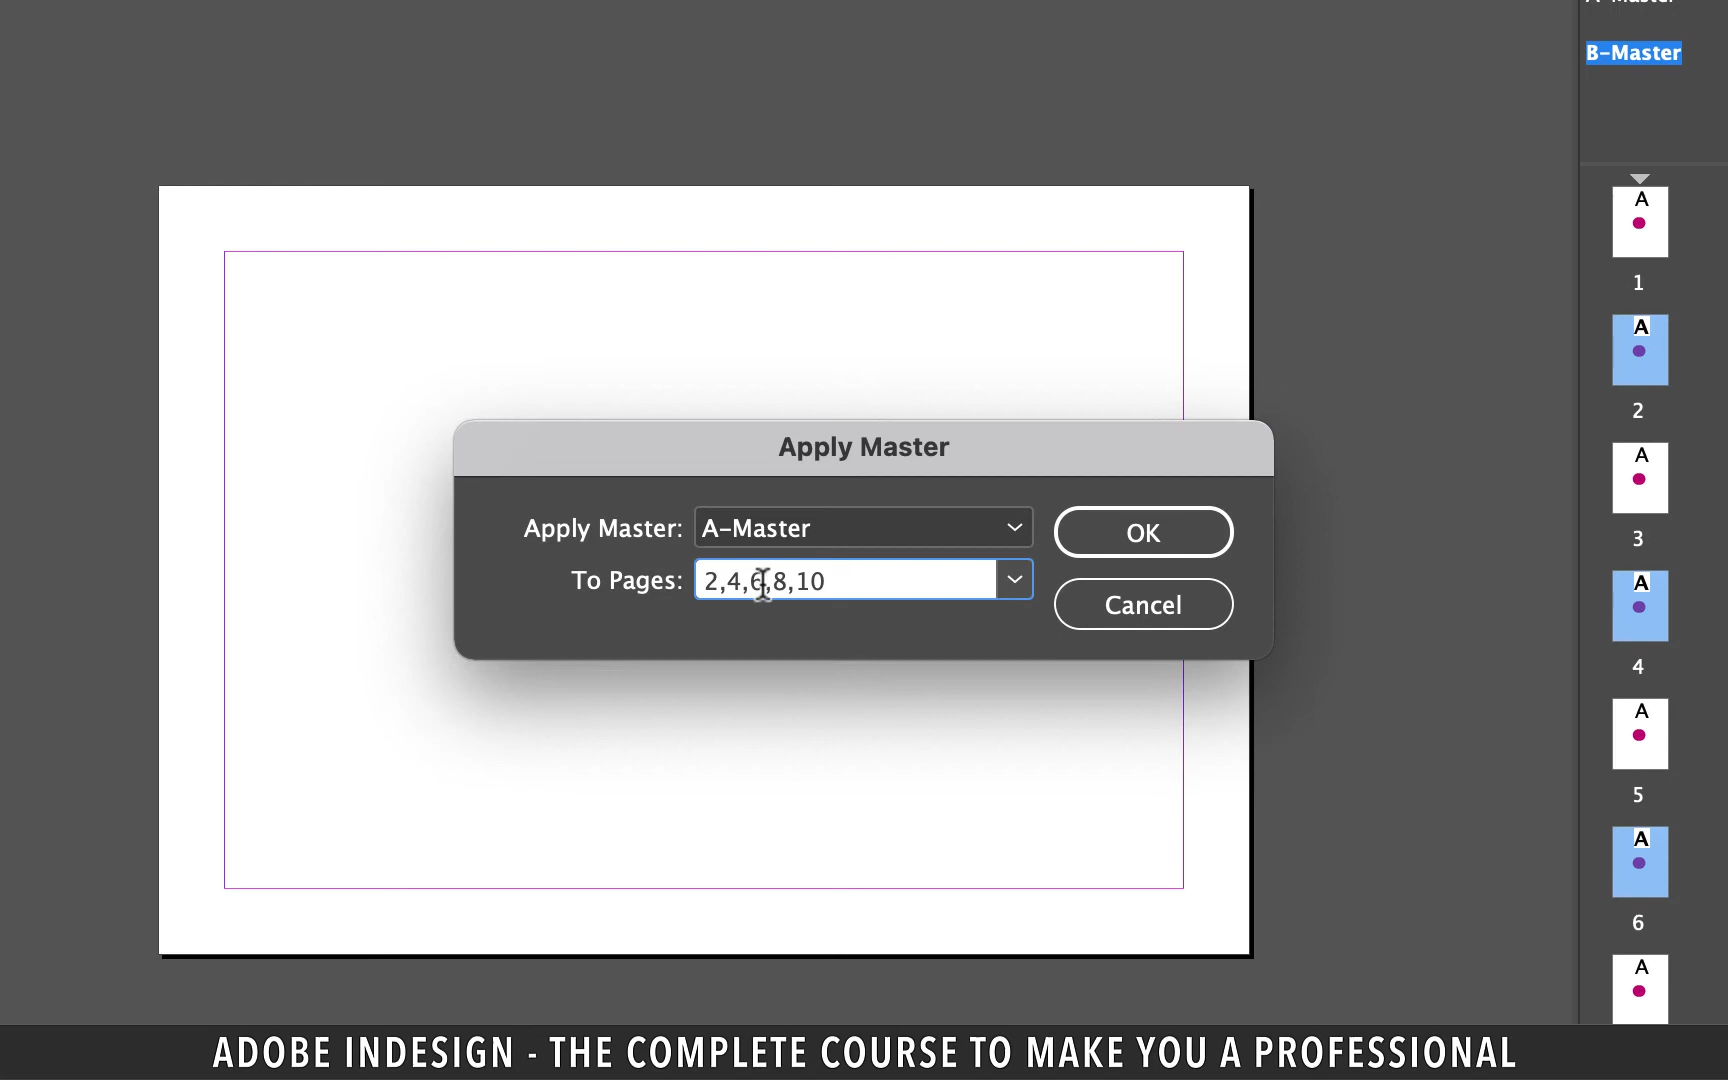 B-Master
A
1
A
2
A
3
A
4
A
5
A
6
A
Apply Master
Apply Master: A-Master
OK
To Pages: 2,4,6,8,10
Cancel
ADOBE INDESIGN - THE COMPLETE COURSE TO MAKE YOU A PROFESSIONAL